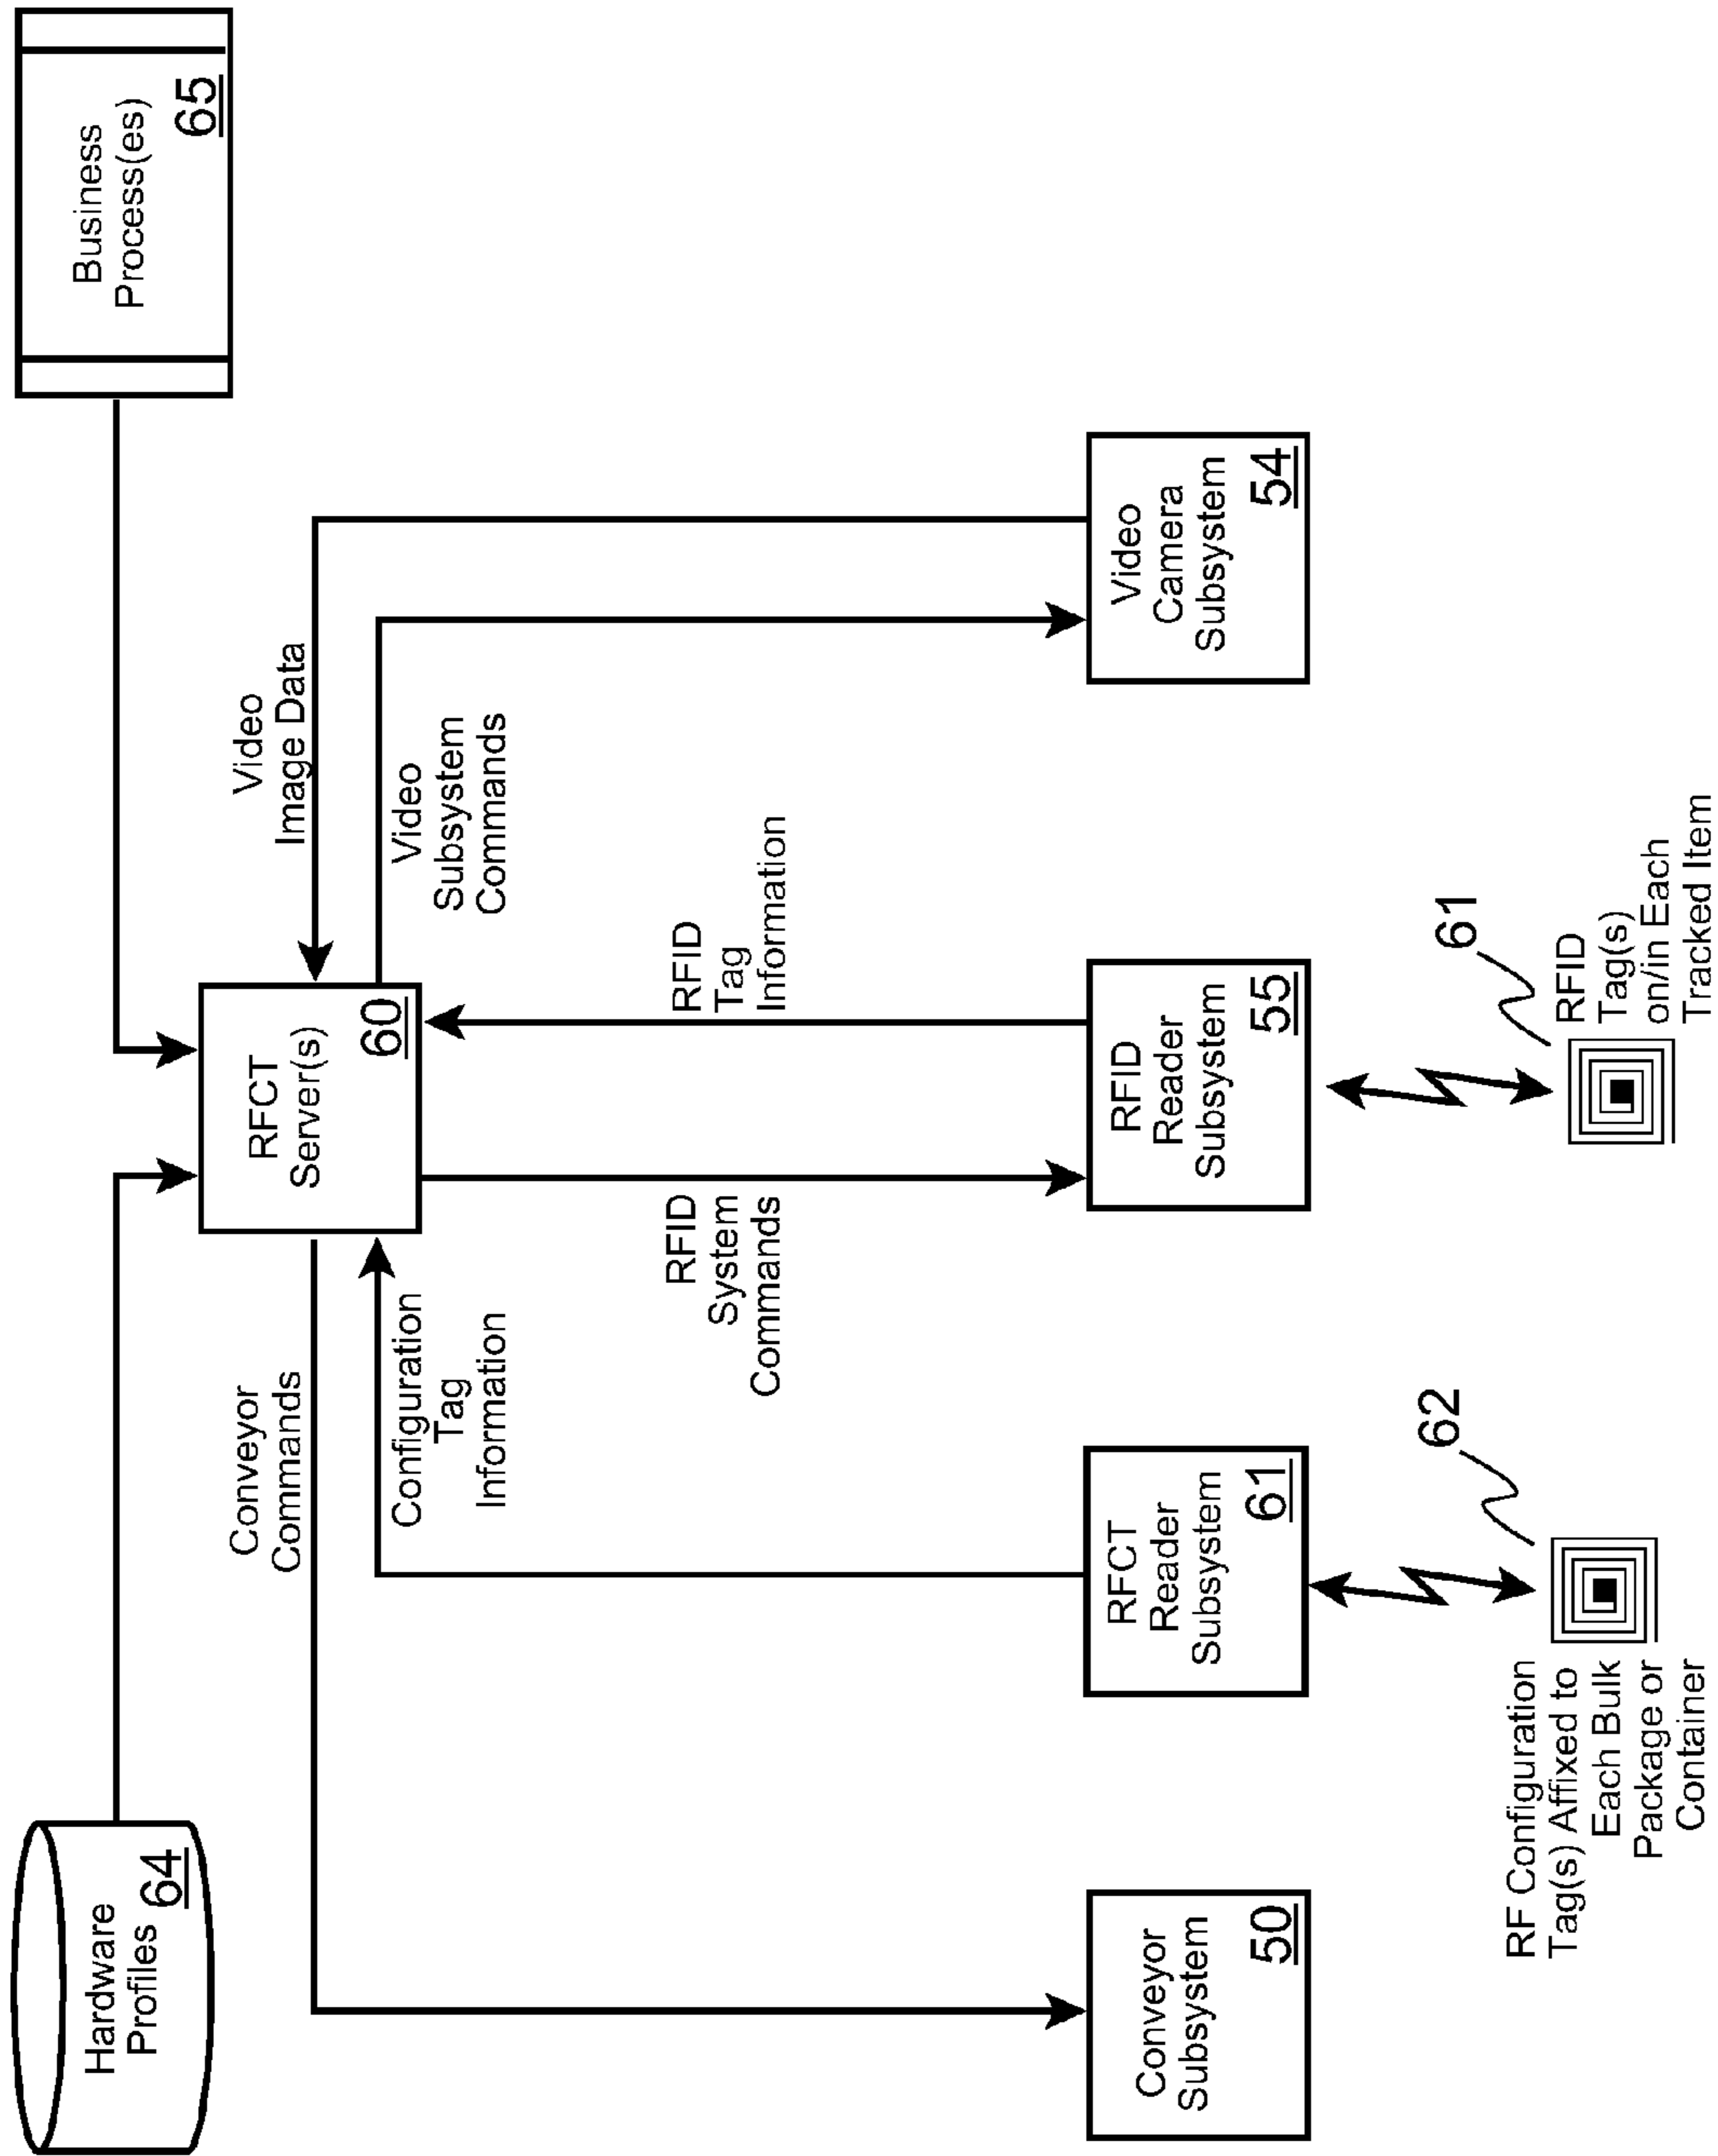 Hardware
Profiles
64
Business
Process(es)
65
RFCT
Server(s)
60
Conveyor
Commands
Configuration
Tag
Information
Video
Image Data
Video
Subsystem
Commands
RFID
System
Commands
RFID
Tag
Information
Conveyor
Subsystem
50
RFCT
Reader
Subsystem
61
RFID
Reader
Subsystem
55
Video
Camera
Subsystem
54
RF Configuration
Tag(s) Affixed to
Each Bulk
Package or
Container
62
61
RFID
Tag(s)
on/in Each
Tracked Item